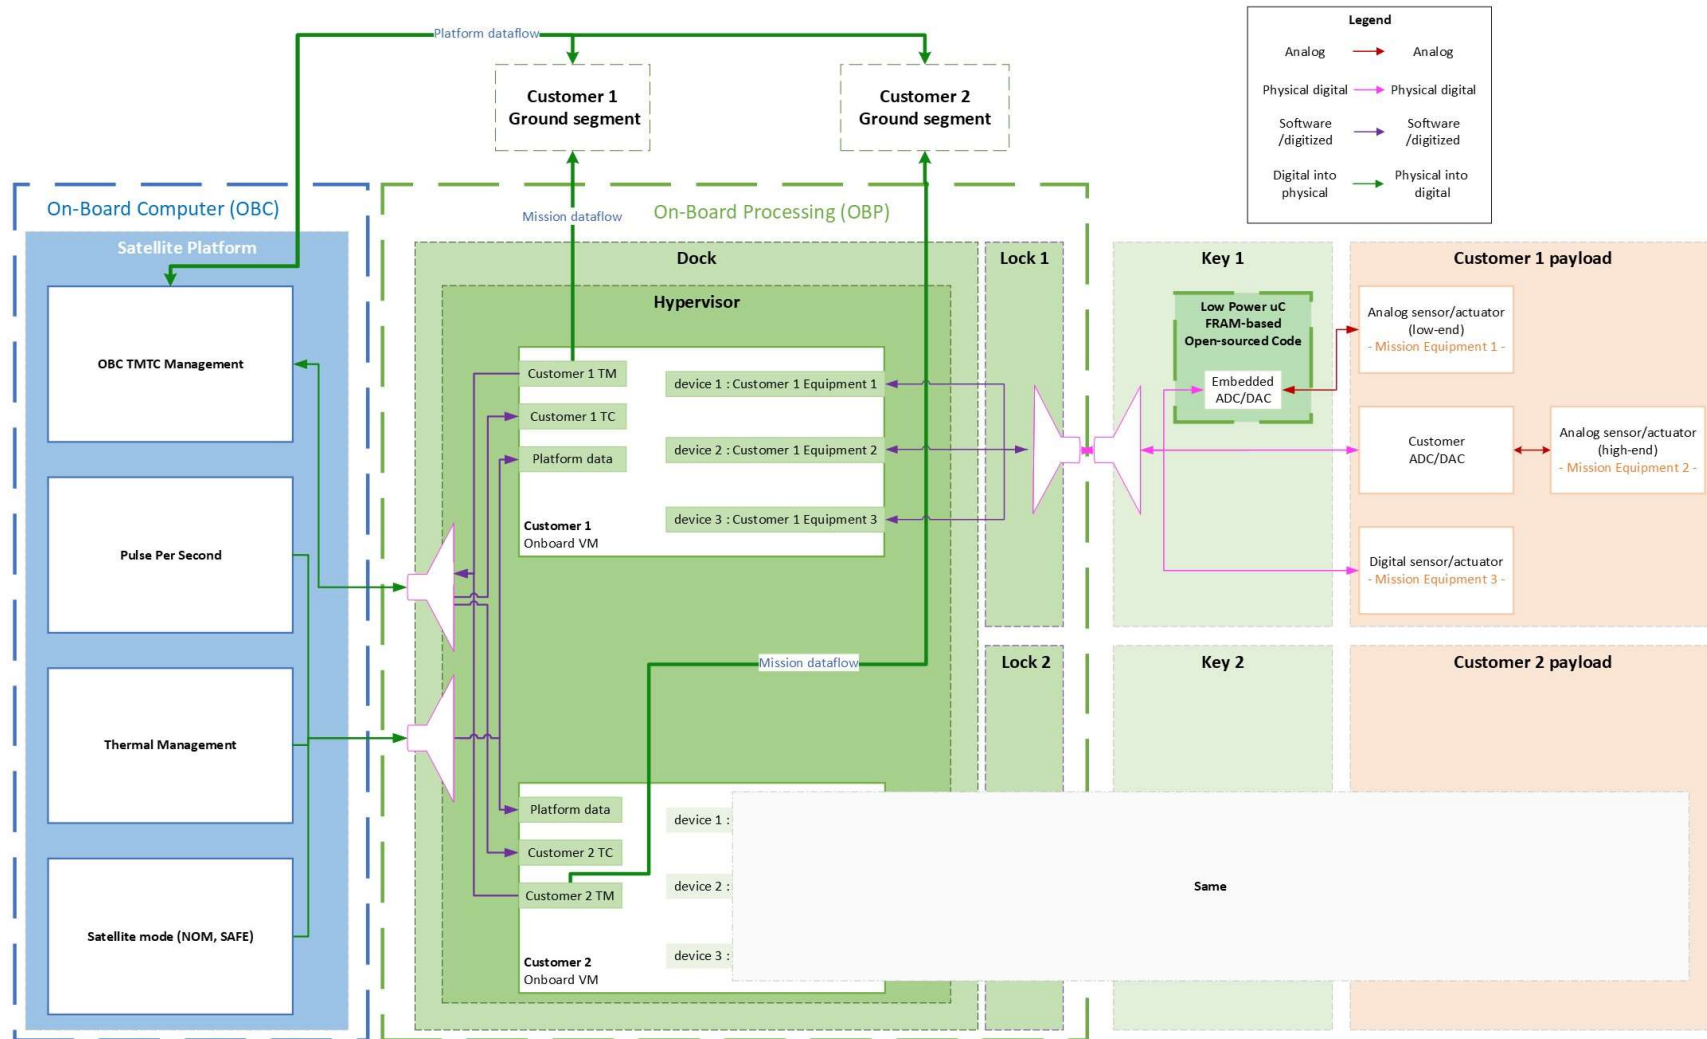 Platform dataflow
Customer 1
Ground segment
Customer 2
Ground segment
Legend
Analog
Analog
Physical digital
Physical digital
Software
/digitized
Software
/digitized
Digital into
physical
Physical into
digital
On-Board Computer (OBC)
Satellite Platform
OBC TMTC Management
Pulse Per Second
Thermal Management
Satellite mode (NOM, SAFE)
Mission dataflow
On-Board Processing (OBP)
Dock
Hypervisor
Customer 1 TM
Customer 1 TC
Platform data
Customer 1
Onboard VM
device 1 : Customer 1 Equipment 1
device 2 : Customer 1 Equipment 2
device 3 : Customer 1 Equipment 3
Mission dataflow
Platform data
Customer 2 TC
Customer 2 TM
Customer 2
Onboard VM
device 1 :
device 2 :
device 3 :
Same
Lock 1
Lock 2
Key 1
Low Power uC
FRAM-based
Open-sourced Code
Embedded
ADC/DAC
Key 2
Customer 1 payload
Analog sensor/actuator
(low-end)
- Mission Equipment 1 -
Customer
ADC/DAC
Analog sensor/actuator
(high-end)
- Mission Equipment 2 -
Digital sensor/actuator
- Mission Equipment 3 -
Customer 2 payload